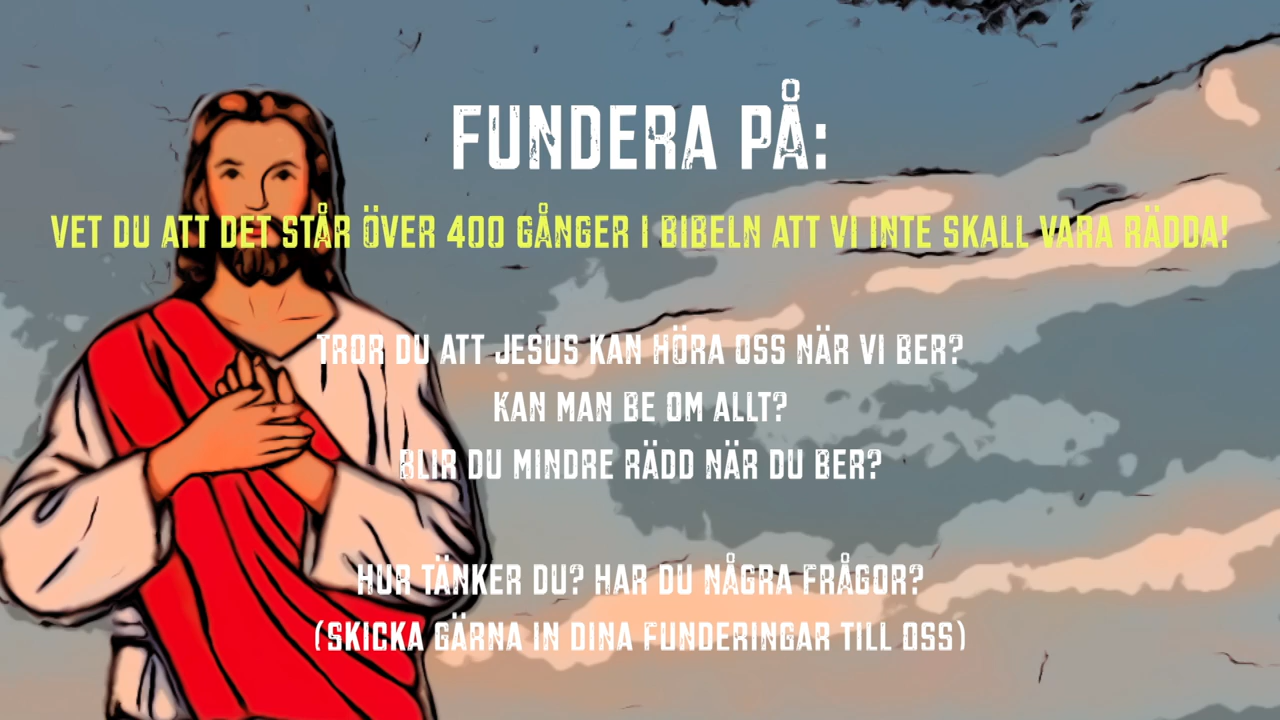 FUNDERA PÅ:
VET DU ATT DET STÅR ÖVER 400 GÅNGER I BIBELN ATT VI INTE SKALL VARA RÄDDA!
TROR DU ATT JESUS KAN HÖRA OSS NÄR VI BER?
KAN MAN BE OM ALLT?
BLIR DU MINDRE RÄDD NÄR DU BER?
HUR TÄNKER DU? HAR DU NÅGRA FRÅGOR?
(SKICKA GÄRNA IN DINA FUNDERINGAR TILL OSS)